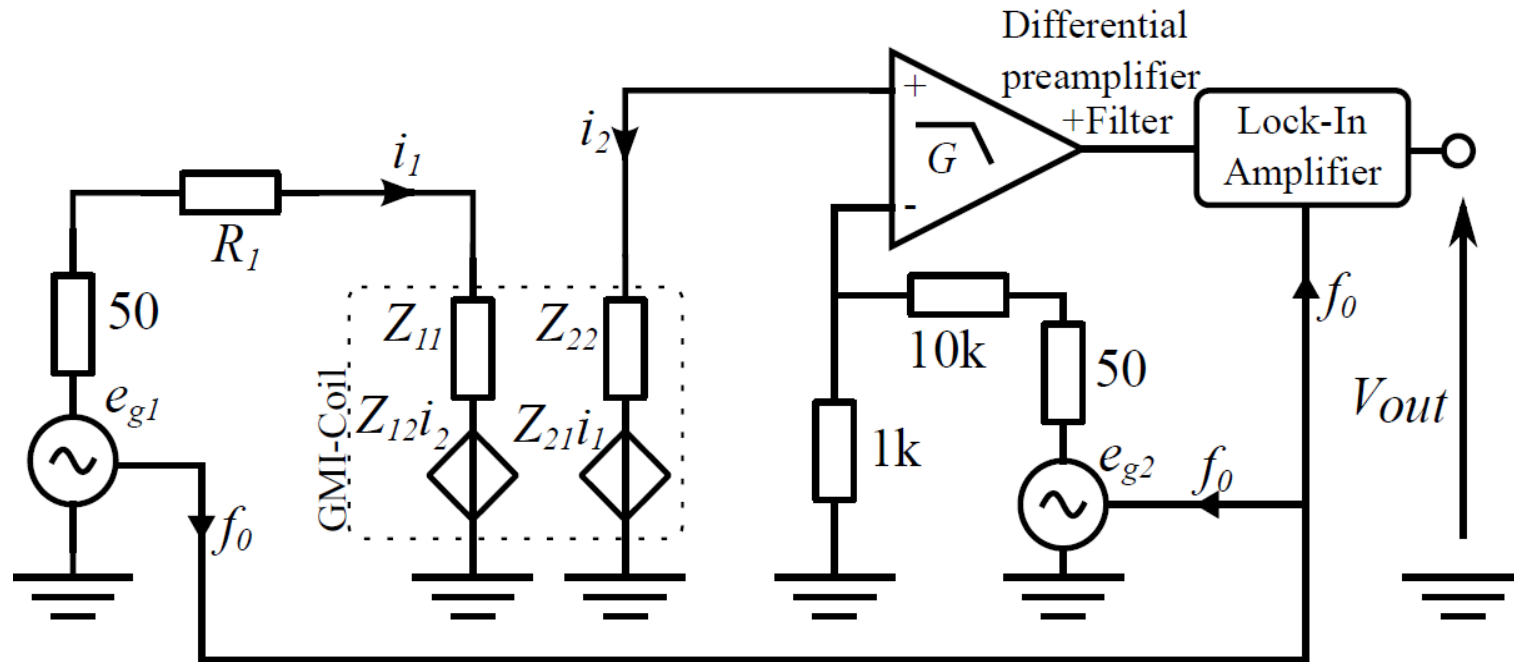 Differential
preamplifier
+Filter
Lock-In
Amplifier
+
-
G
i1
i2
R1
50
eg1
f0
GMI-Coil
Z11
Z22
Z12i2
Z21i1
10k
50
1k
eg2
f0
f0
Vout